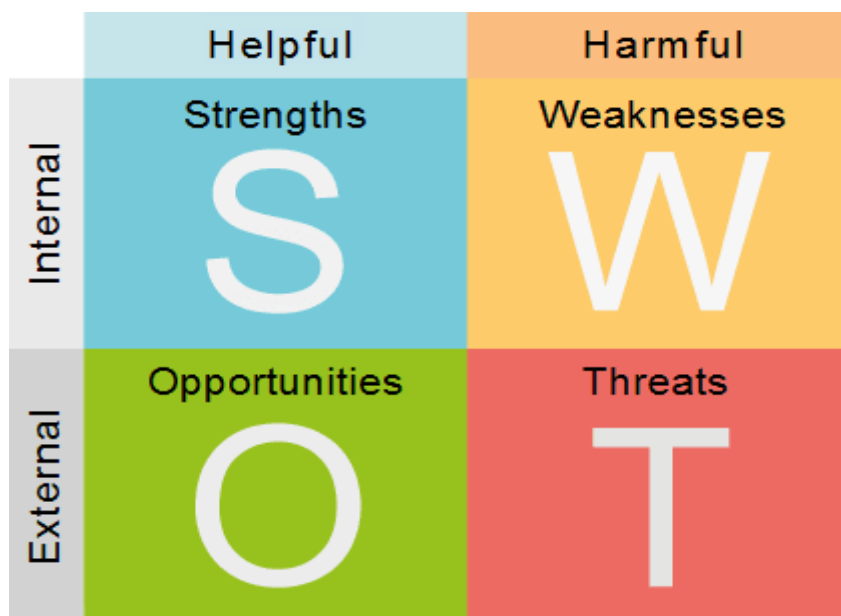 Helpful
Harmful
Internal
Strengths
S
Weaknesses
W
External
Opportunities
O
Threats
T